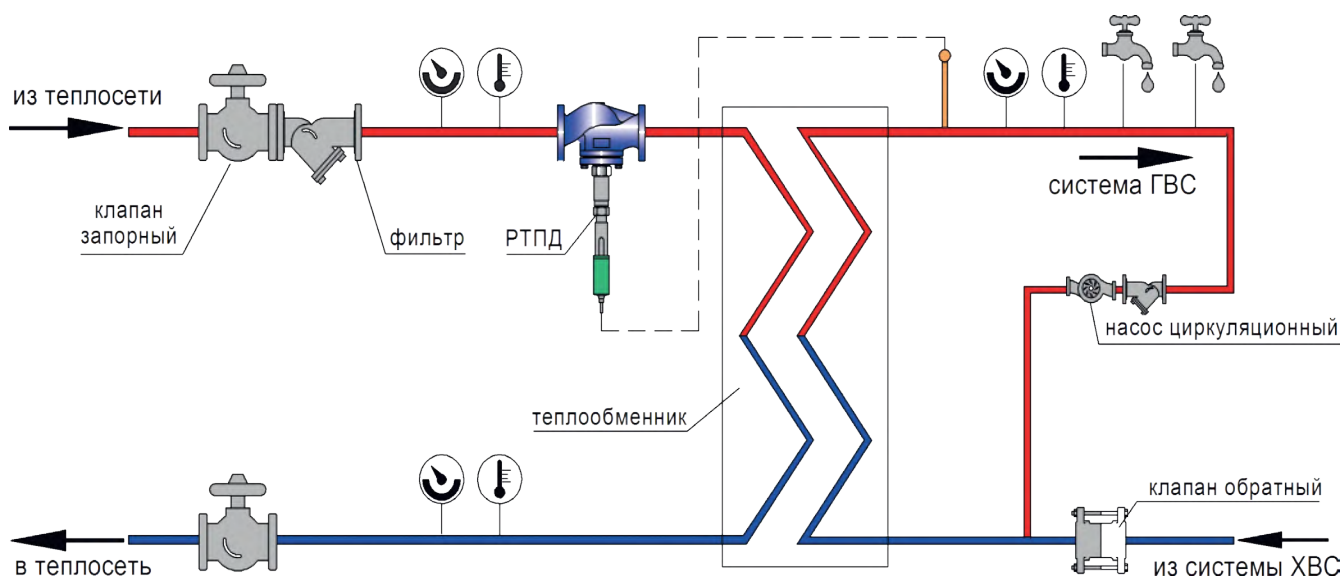 из теплосети
клапан
запорный
фильтр
РТПД
система ГВС
насос циркуляционный
теплообменник
клапан обратный
в теплосеть
из системы ХВС